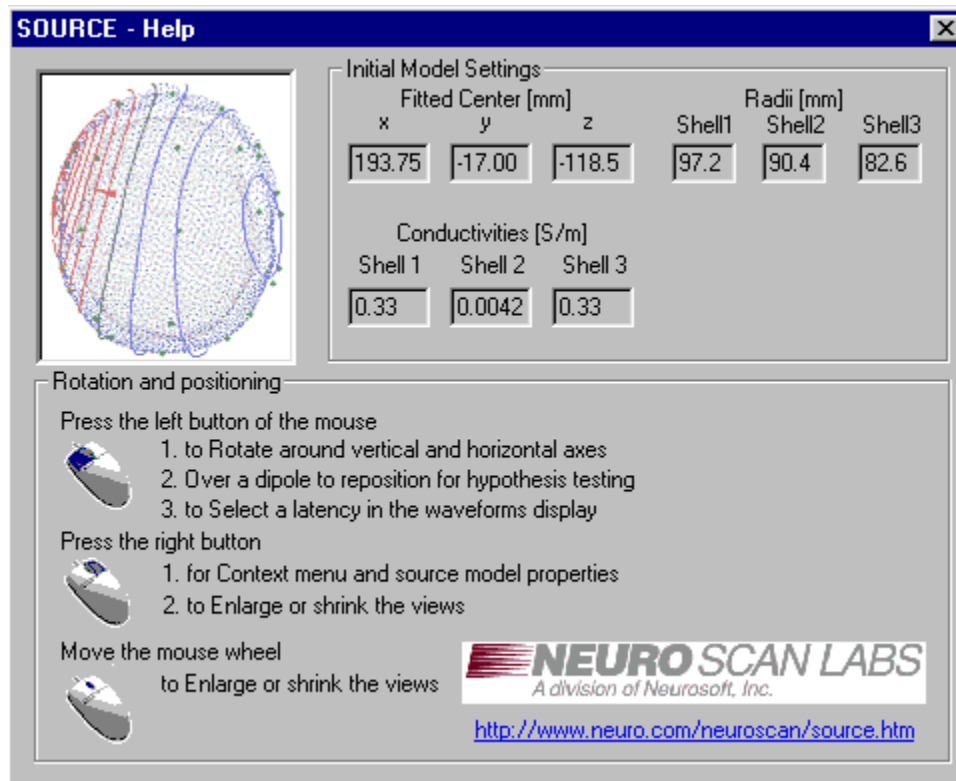 SOURCE - Help
Initial Model Settings
Fitted Center [mm]
Radii [mm]
x y z Shell1 Shell2 Shell3
193.75 -17.00 -118.5 97.2 90.4 82.6
Conductivities [S/m]
Shell 1 Shell 2 Shell 3
0.33 0.0042 0.33
Rotation and positioning
Press the left button of the mouse
1. to Rotate around vertical and horizontal axes
2. Over a dipole to reposition for hypothesis testing
3. to Select a latency in the waveforms display
Press the right button
1. for Context menu and source model properties
2. to Enlarge or shrink the views
Move the mouse wheel
to Enlarge or shrink the views
NEURO SCAN LABS
A division of Neurosoft, Inc.
http://www.neuro.com/neuroscan/source.htm